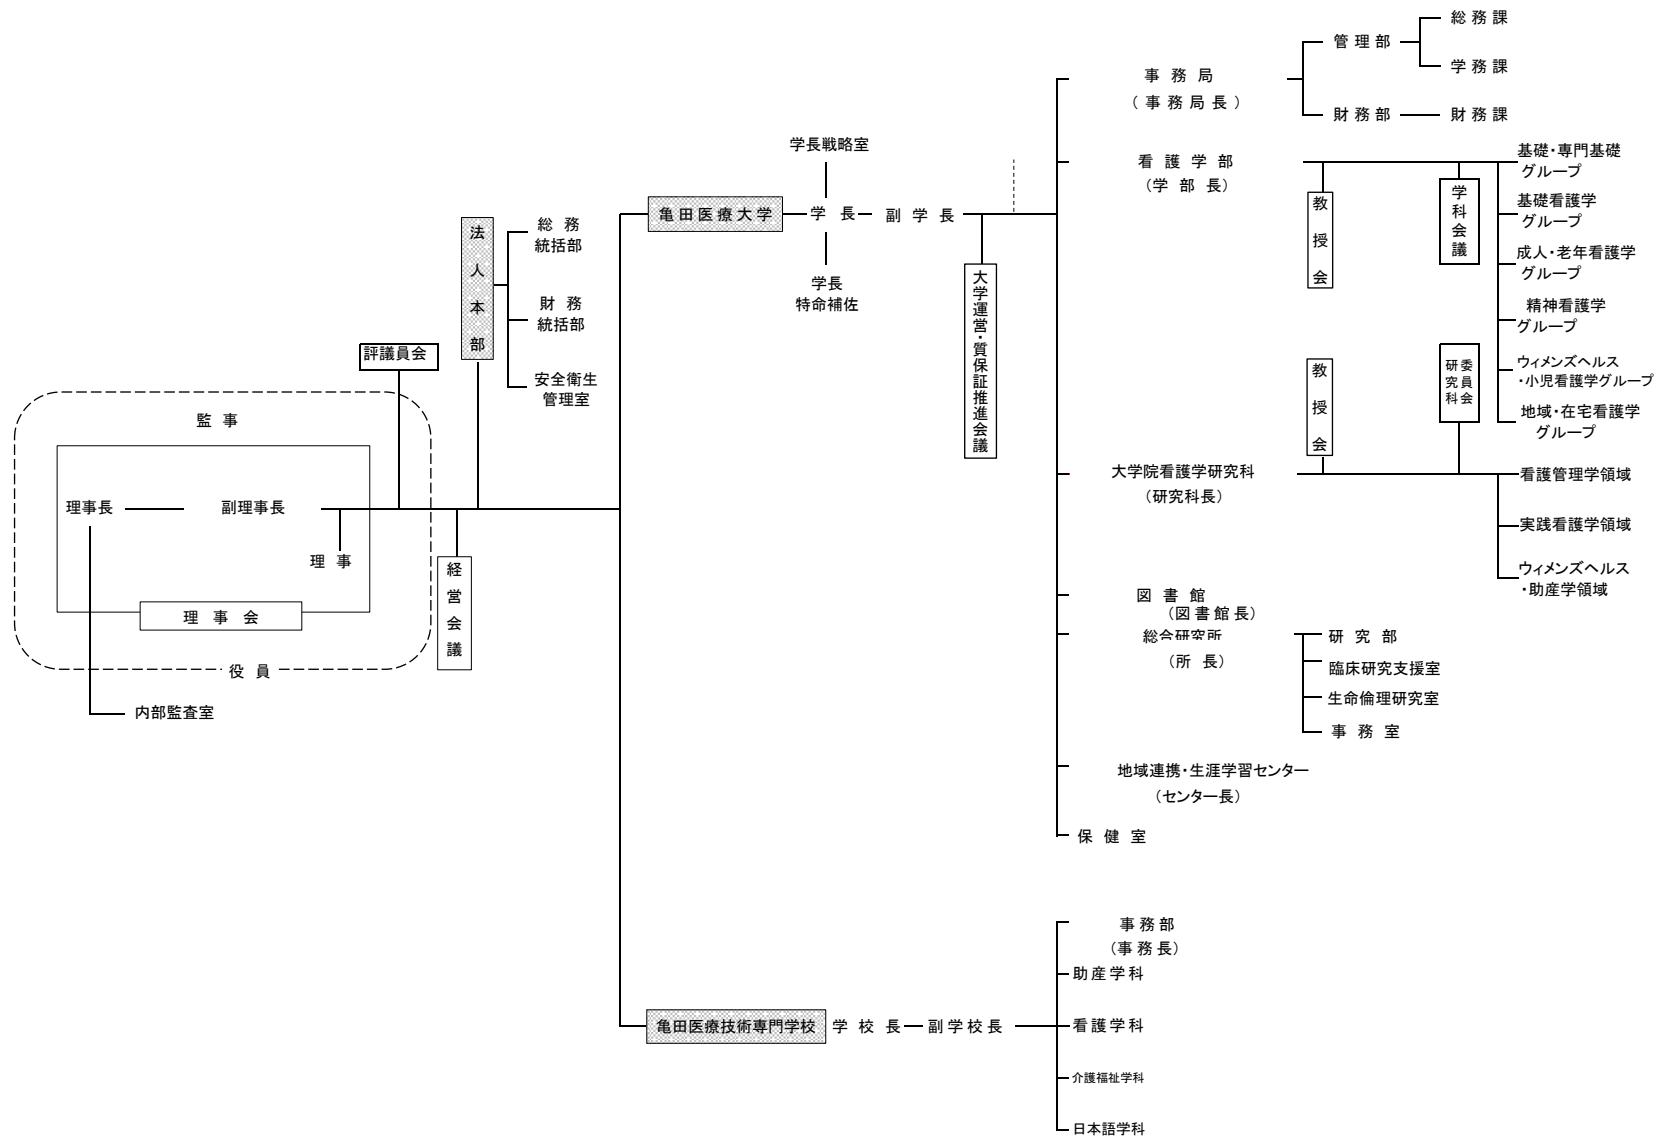 総務課
管理部
学務課
事務局
（事務局長）
財務部
財務課
学長戦略室
看護学部
（学部長）
教授会
学科会議
基礎・専門基礎
グループ
基礎看護学
グループ
成人・老年看護学
グループ
精神看護学
グループ
ウィメンズヘルス
・小児看護学グループ
地域・在宅看護学
グループ
亀田医療大学
学長
副学長
学長
特命補佐
大学運営・質保証推進会議
法人本部
総務
統括部
財務
統括部
安全衛生
管理室
評議員会
監事
理事長
副理事長
理事
理事会
役員
内部監査室
経営会議
教授会
研究科
委員会
大学院看護学研究科
（研究科長）
看護管理学領域
実践看護学領域
ウィメンズヘルス
・助産学領域
図書館
（図書館長）
総合研究所
（所長）
研究部
臨床研究支援室
生命倫理研究室
事務室
地域連携・生涯学習センター
（センター長）
保健室
亀田医療技術専門学校
学校長
副学校長
事務部
（事務長）
助産学科
看護学科
介護福祉学科
日本語学科